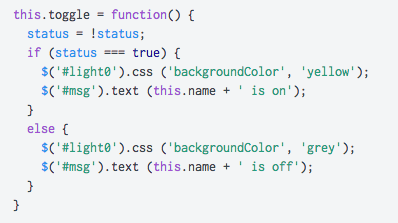 this.toggle = function() {
  status = !status;
  if (status === true) {
    $('#light0').css ('backgroundColor', 'yellow');
    $('#msg').text (this.name + ' is on');
  }
  else {
    $('#light0').css ('backgroundColor', 'grey');
    $('#msg').text (this.name + ' is off');
  }
}